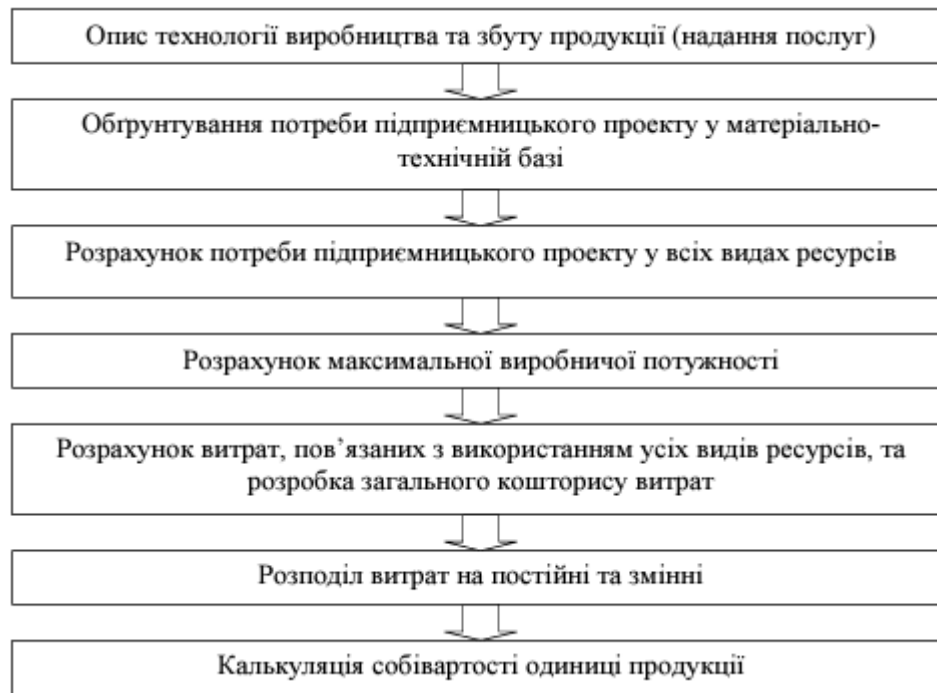 Опис технології виробництва та збуту продукції (надання послуг)
Обґрунтування потреби підприємницького проекту у матеріально-
технічній базі
Розрахунок потреби підприємницького проекту у всіх видах ресурсів
Розрахунок максимальної виробничої потужності
Розрахунок витрат, пов’язаних з використанням усіх видів ресурсів, та
розробка загального кошторису витрат
Розподіл витрат на постійні та змінні
Калькуляція собівартості одиниці продукції